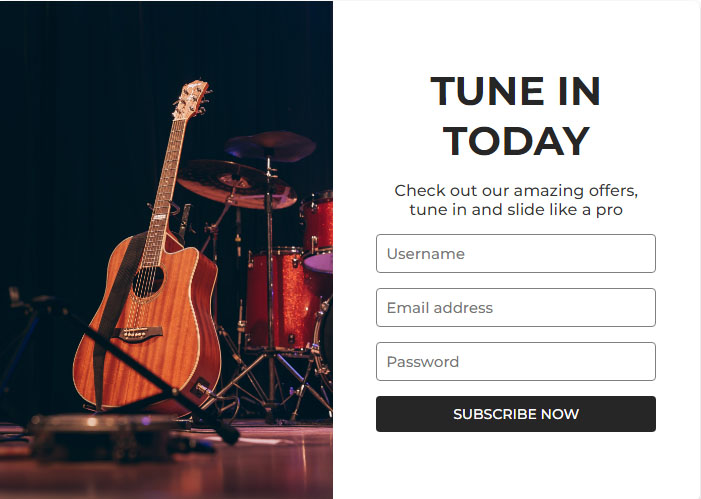 TUNE IN
TODAY
Check out our amazing offers,
tune in and slide like a pro
Username
Email address
Password
SUBSCRIBE NOW